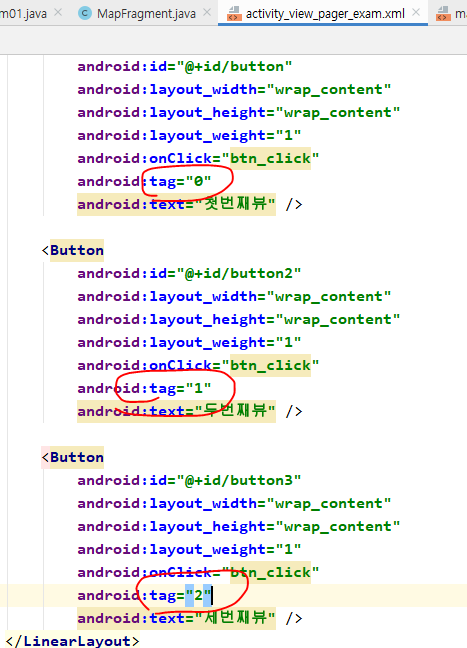 m01.java
MapFragment.java
activity_view_pager_exam.xml
ma
android:id="@+id/button"
android:layout_width="wrap_content"
android:layout_height="wrap_content"
android:layout_weight="1"
android:onClick="btn_click"
android:tag="0"
android:text="첫번째뷰" />
<Button
android:id="@+id/button2"
android:layout_width="wrap_content"
android:layout_height="wrap_content"
android:layout_weight="1"
android:onClick="btn_click"
android:tag="1"
android:text="두번째뷰" />
<Button
android:id="@+id/button3"
android:layout_width="wrap_content"
android:layout_height="wrap_content"
android:layout_weight="1"
android:onClick="btn_click"
android:tag="2"
android:text="세번째뷰" />
</LinearLayout>